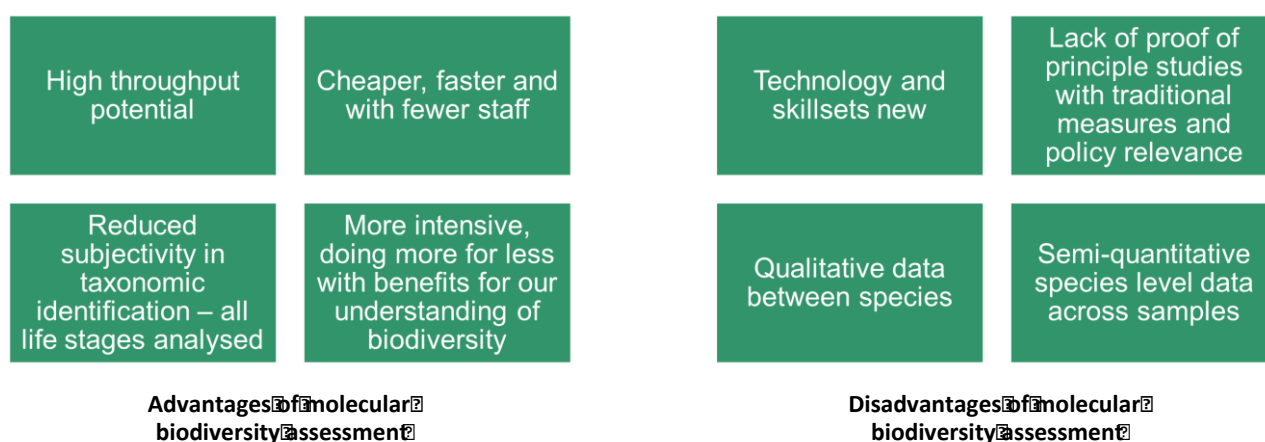 High throughput
potential
Cheaper, faster and
with fewer staff
Reduced
subjectivity in
taxonomic
identification – all
life stages analysed
More intensive,
doing more for less
with benefits for our
understanding of
biodiversity
Advantages⍰of⍰molecular⍰
biodiversity⍰assessment⍰
Technology and
skillsets new
Lack of proof of
principle studies
with traditional
measures and
policy relevance
Qualitative data
between species
Semi-quantitative
species level data
across samples
Disadvantages⍰of⍰molecular⍰
biodiversity⍰assessment⍰